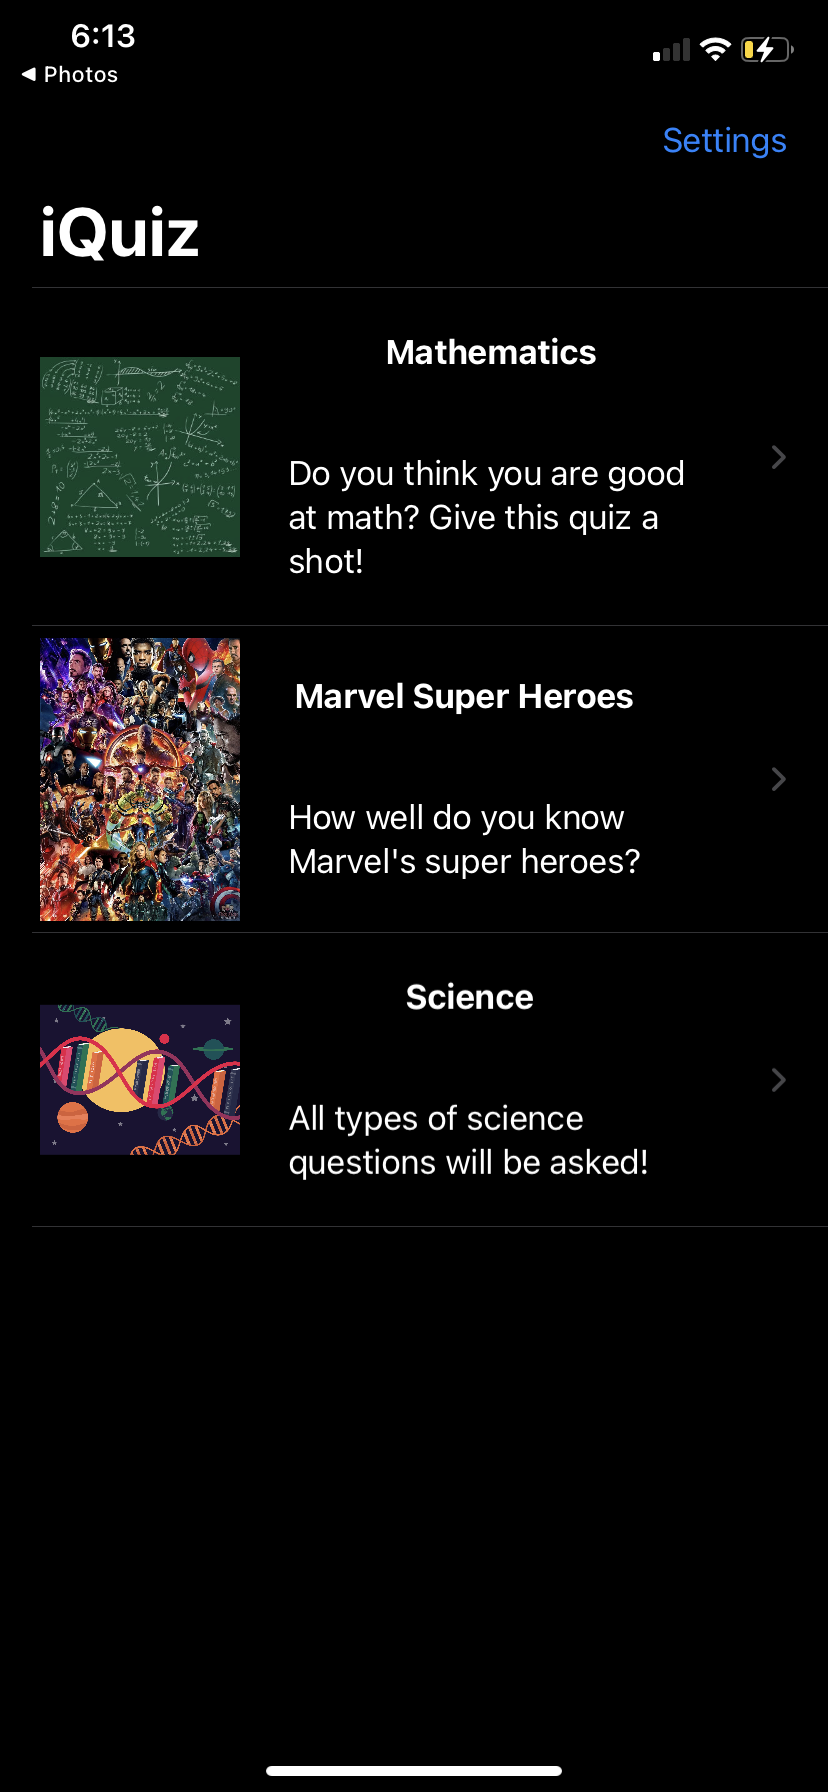 6:13
◀ Photos
Settings
iQuiz
Mathematics
Do you think you are good
at math? Give this quiz a
shot!
Marvel Super Heroes
How well do you know
Marvel's super heroes?
Science
All types of science
questions will be asked!